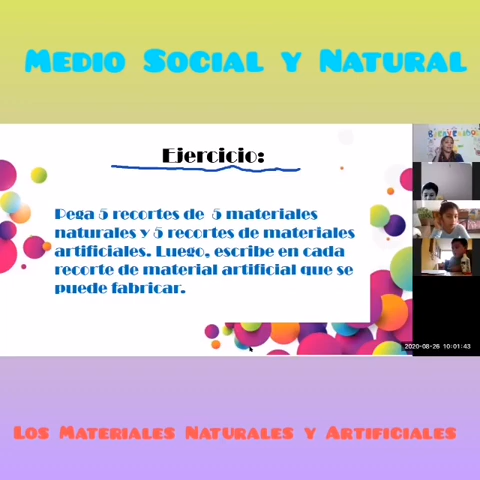 Medio Social y Natural
Ejercicio:
Pega 5 recortes de 5 materiales
naturales y 5 recortes de materiales
artificiales. Luego, escribe en cada
recorte de material artificial que se
puede fabricar.
Bienvenidos
2020-08-26 10:01:43
Los Materiales Naturales y Artificiales